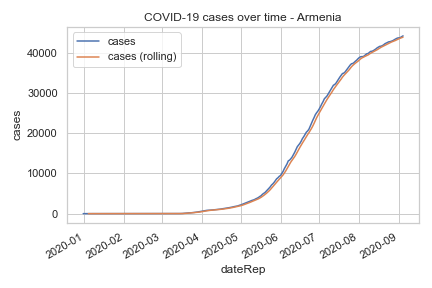 COVID-19 cases over time - Armenia
cases
cases (rolling)
cases
40000
30000
20000
10000
0
2020-01
2020-02
2020-03
2020-04
2020-05
2020-06
2020-07
2020-08
2020-09
dateRep